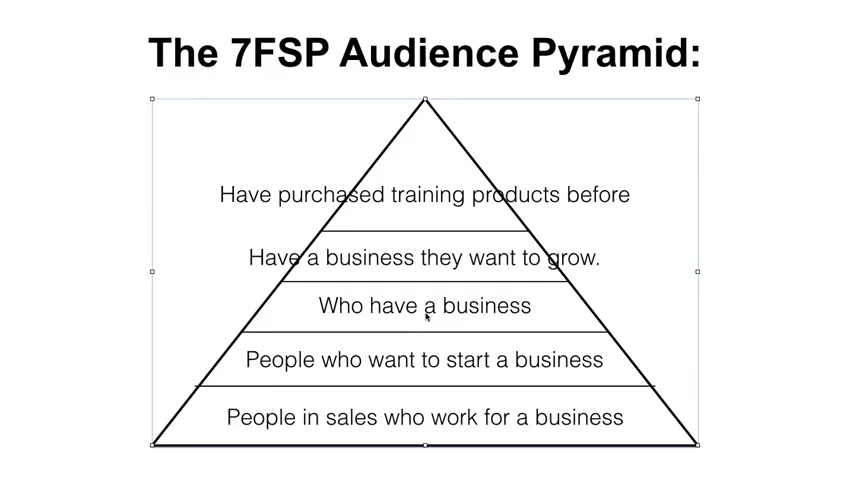 The 7FSP Audience Pyramid:
Have purchased training products before
Have a business they want to grow.
Who have a business
People who want to start a business
People in sales who work for a business